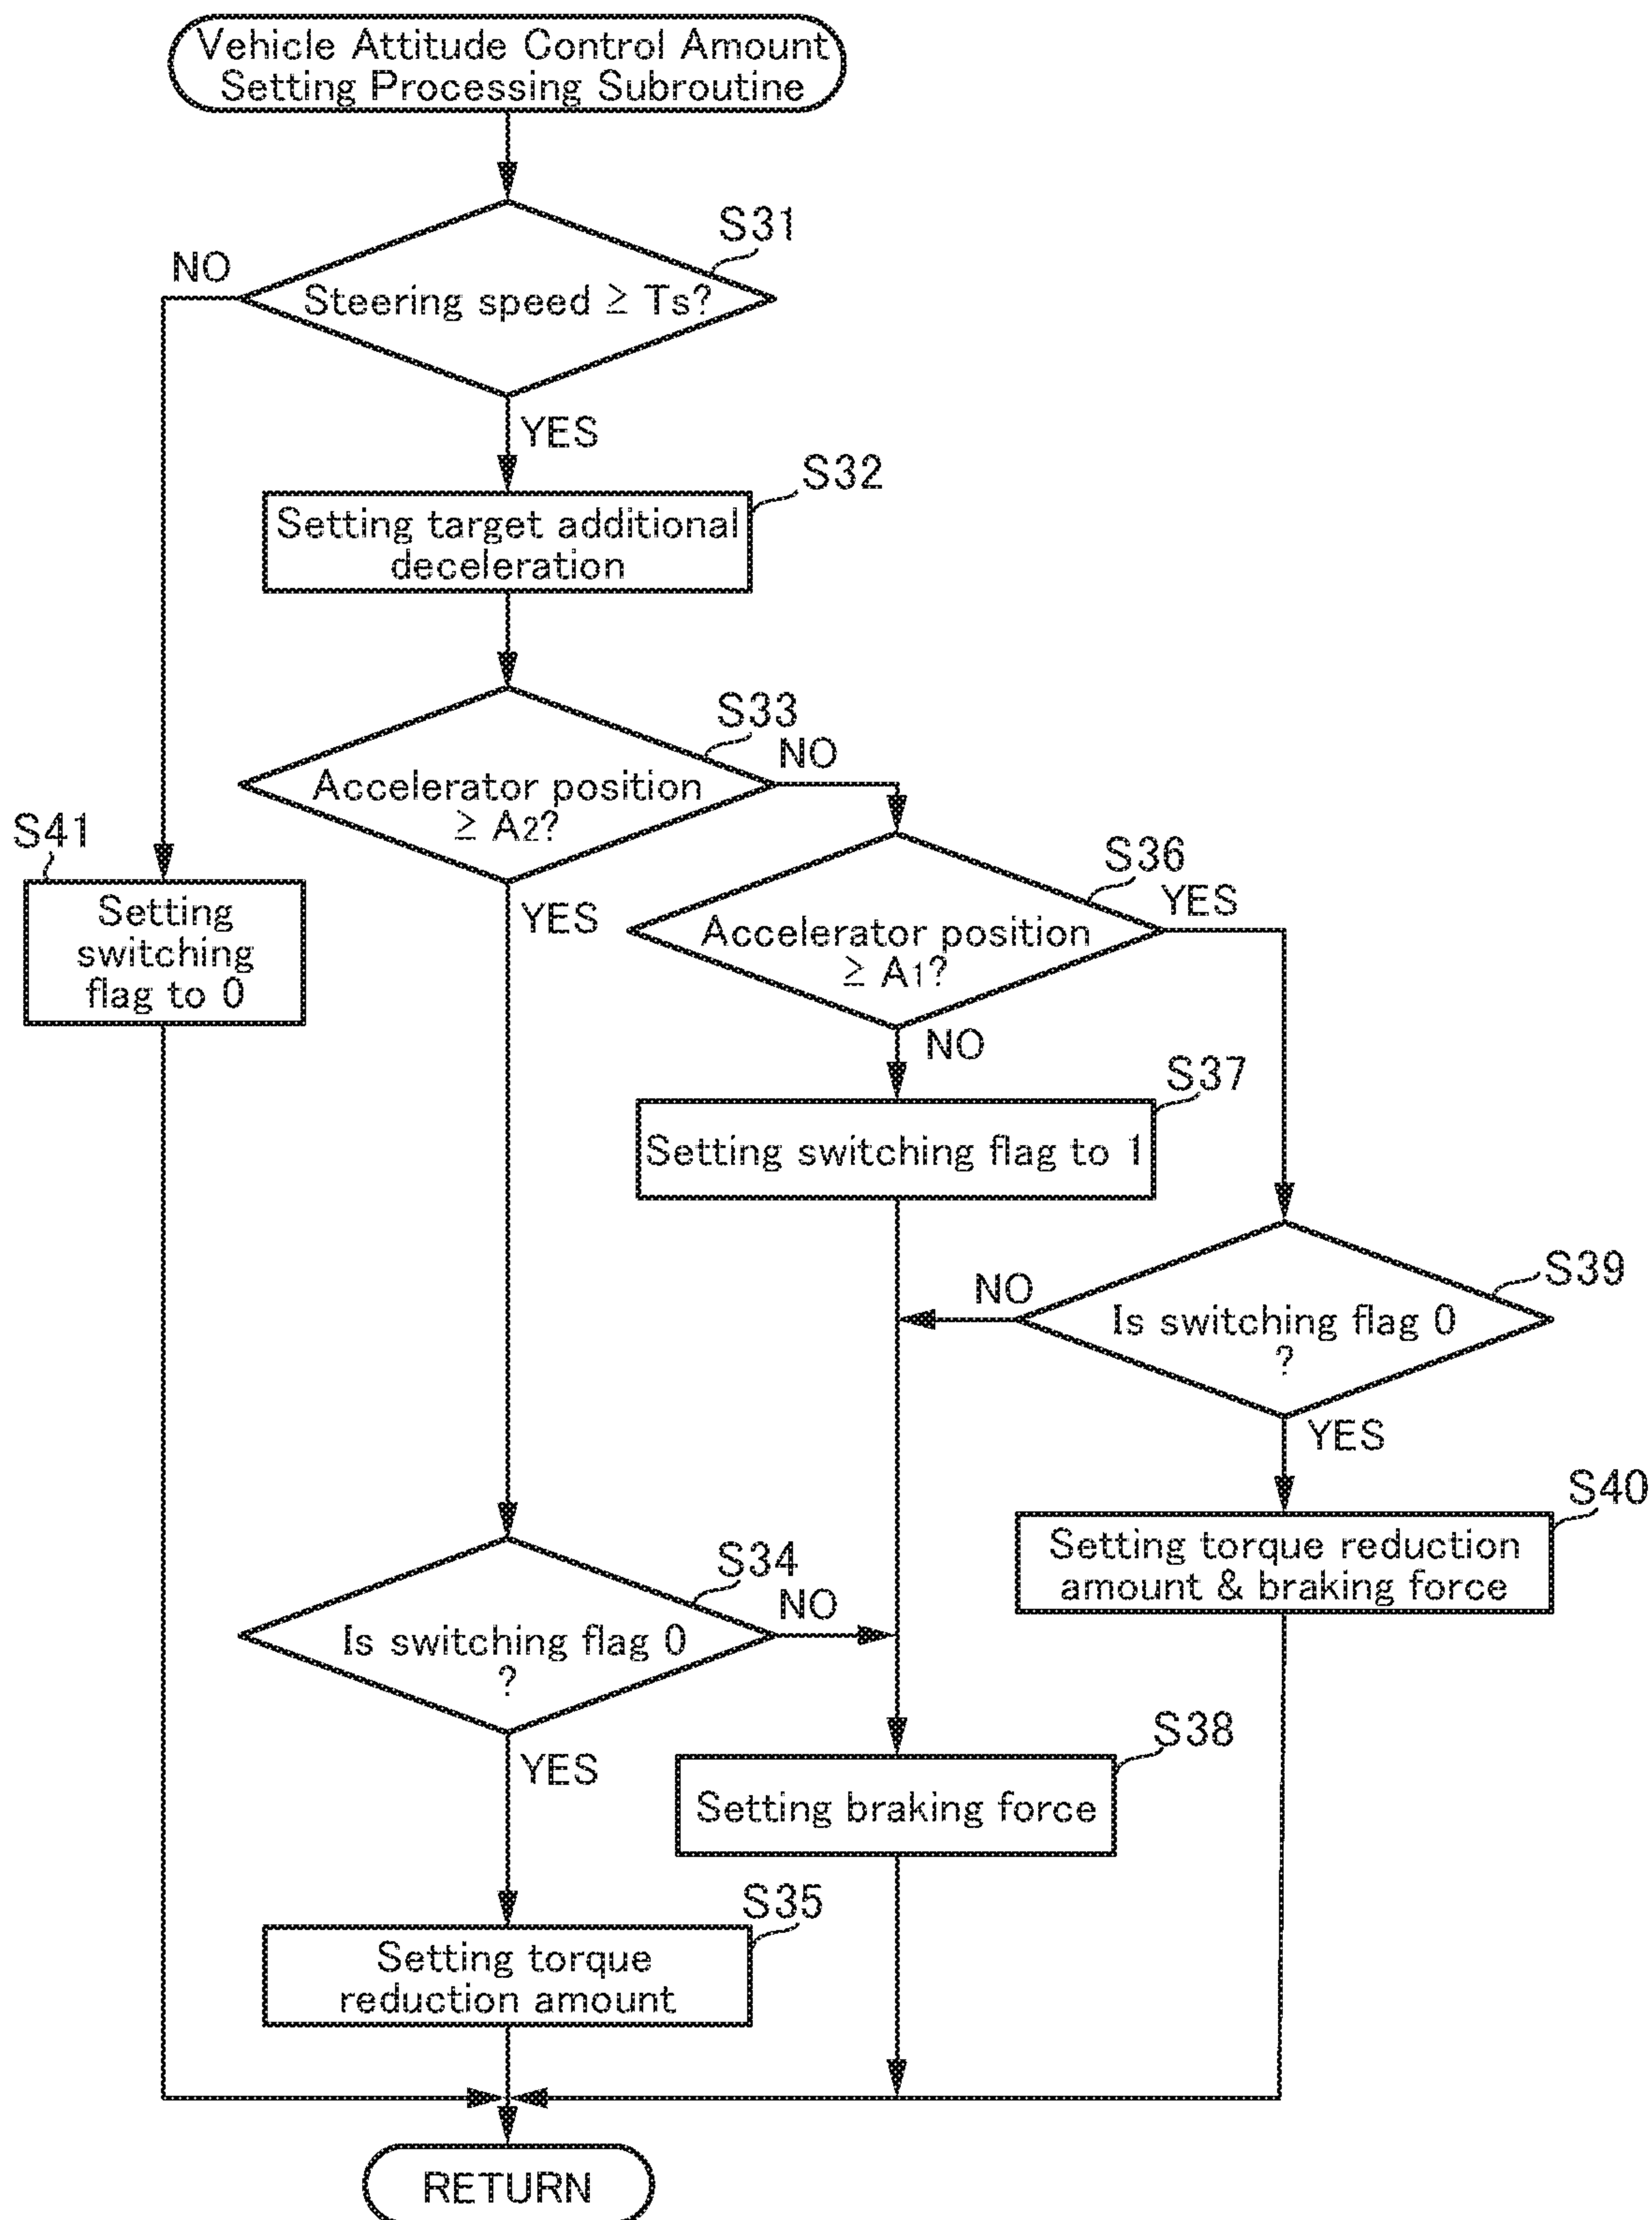 Vehicle Attitude Control Amount
Setting Processing Subroutine
S31
NO
Steering speed ≥ Ts?
YES
S32
Setting target additional
deceleration
S33
NO
Accelerator position
≥ A2?
YES
S41
Setting
switching
flag to 0
S36
YES
Accelerator position
≥ A1?
NO
S37
Setting switching flag to 1
S39
NO
Is switching flag 0
?
YES
S40
Setting torque reduction
amount & braking force
S34
NO
Is switching flag 0
?
YES
S38
Setting braking force
S35
Setting torque
reduction amount
RETURN